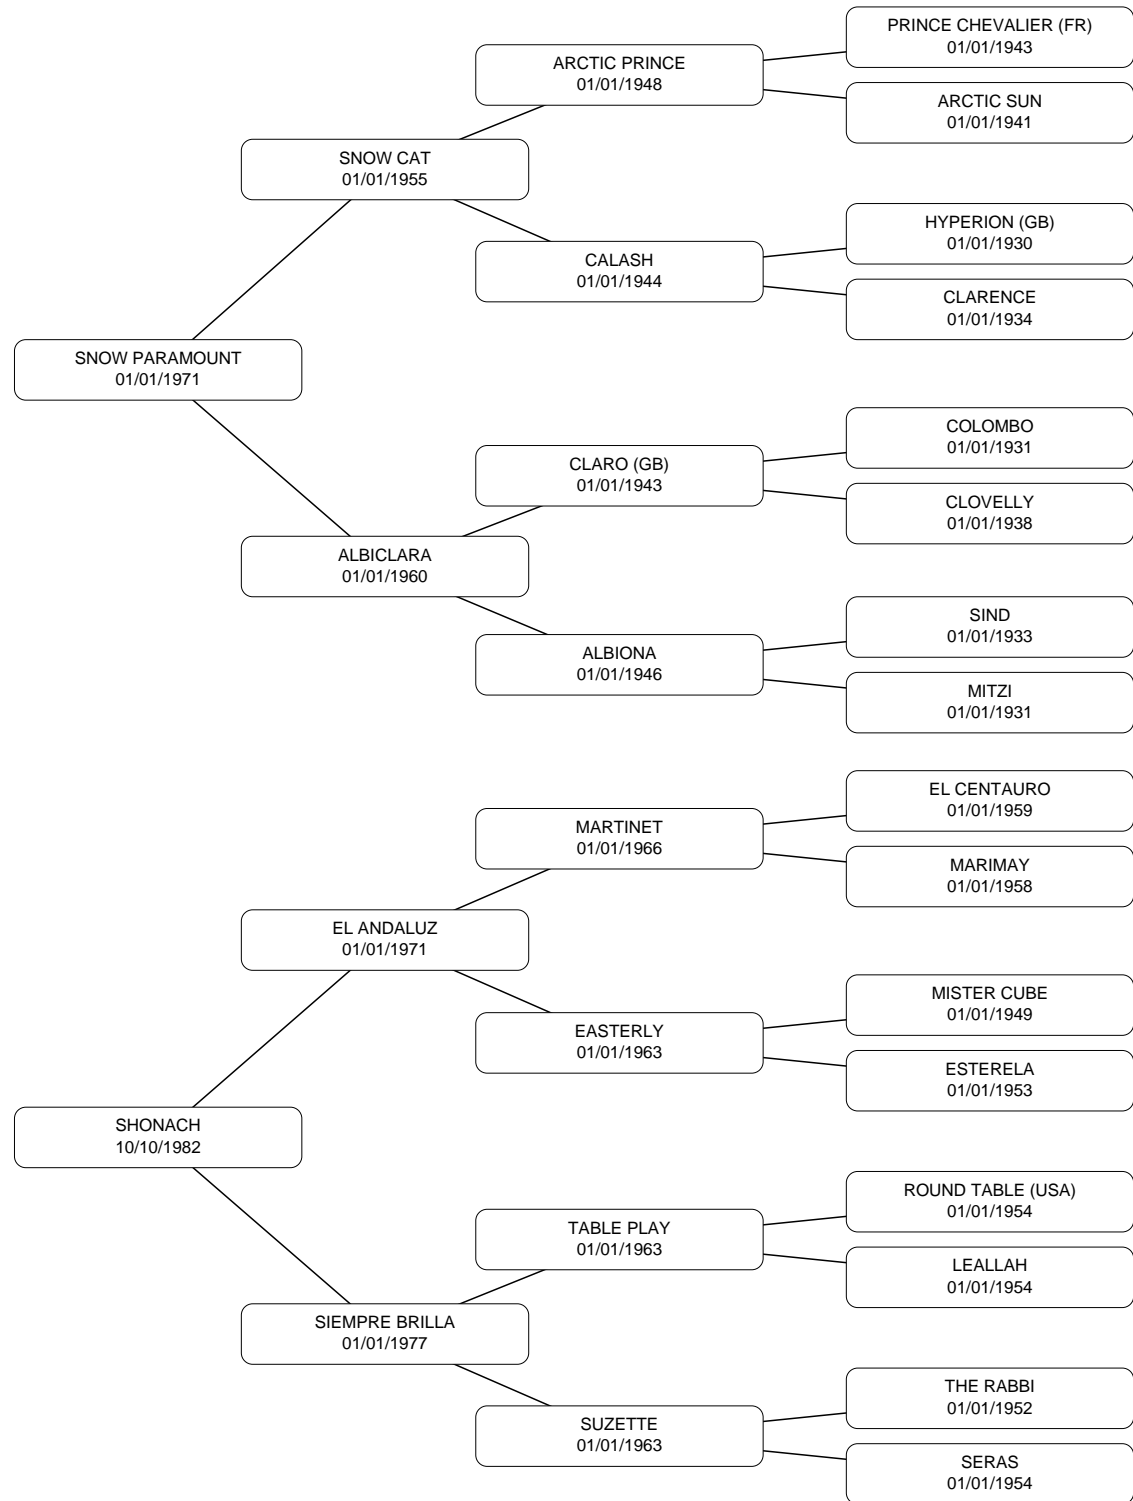 PRINCE CHEVALIER (FR)
01/01/1943
ARCTIC PRINCE
01/01/1948
ARCTIC SUN
01/01/1941
SNOW CAT
01/01/1955
HYPERION (GB)
01/01/1930
CALASH
01/01/1944
CLARENCE
01/01/1934
SNOW PARAMOUNT
01/01/1971
COLOMBO
01/01/1931
CLARO (GB)
01/01/1943
CLOVELLY
01/01/1938
ALBICLARA
01/01/1960
SIND
01/01/1933
ALBIONA
01/01/1946
MITZI
01/01/1931
EL CENTAURO
01/01/1959
MARTINET
01/01/1966
MARIMAY
01/01/1958
EL ANDALUZ
01/01/1971
MISTER CUBE
01/01/1949
EASTERLY
01/01/1963
ESTERELA
01/01/1953
SHONACH
10/10/1982
ROUND TABLE (USA)
01/01/1954
TABLE PLAY
01/01/1963
LEALLAH
01/01/1954
SIEMPRE BRILLA
01/01/1977
THE RABBI
01/01/1952
SUZETTE
01/01/1963
SERAS
01/01/1954